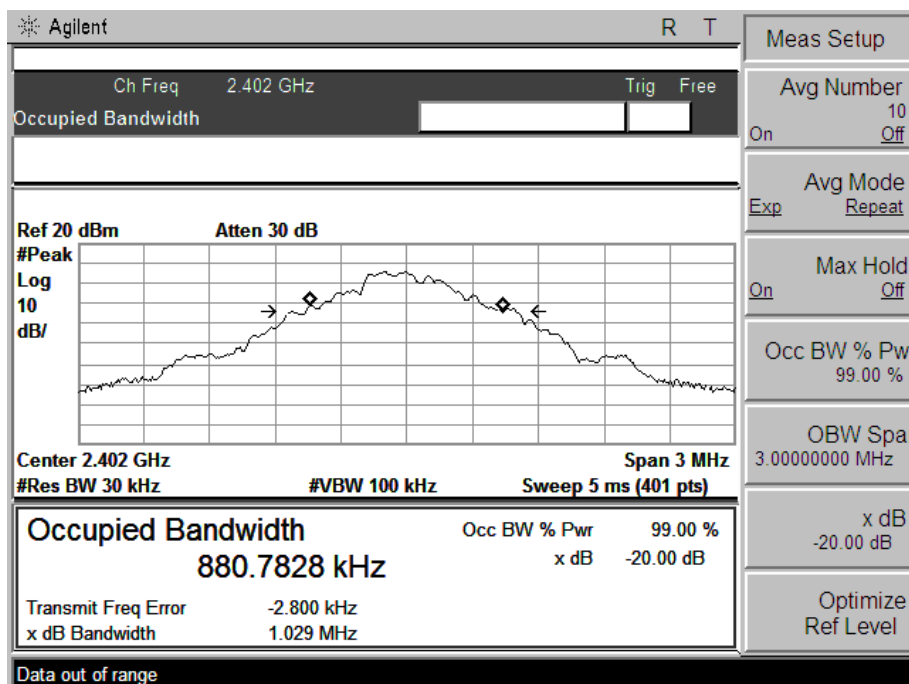 Agilent R T
Ch Freq 2.402 GHz Trig Free
Occupied Bandwidth
Ref 20 dBm Atten 30 dB
#Peak
Log
10
dB/
Center 2.402 GHz Span 3 MHz
#Res BW 30 kHz #VBW 100 kHz Sweep 5 ms (401 pts)
Occupied Bandwidth
880.7828 kHz
Occ BW % Pwr 99.00 %
x dB -20.00 dB
Transmit Freq Error -2.800 kHz
x dB Bandwidth 1.029 MHz
Data out of range
Meas Setup
Avg Number
10
On Off
Avg Mode
Exp Repeat
Max Hold
On Off
Occ BW % Pw
99.00 %
OBW Spa
3.00000000 MHz
x dB
-20.00 dB
Optimize
Ref Level